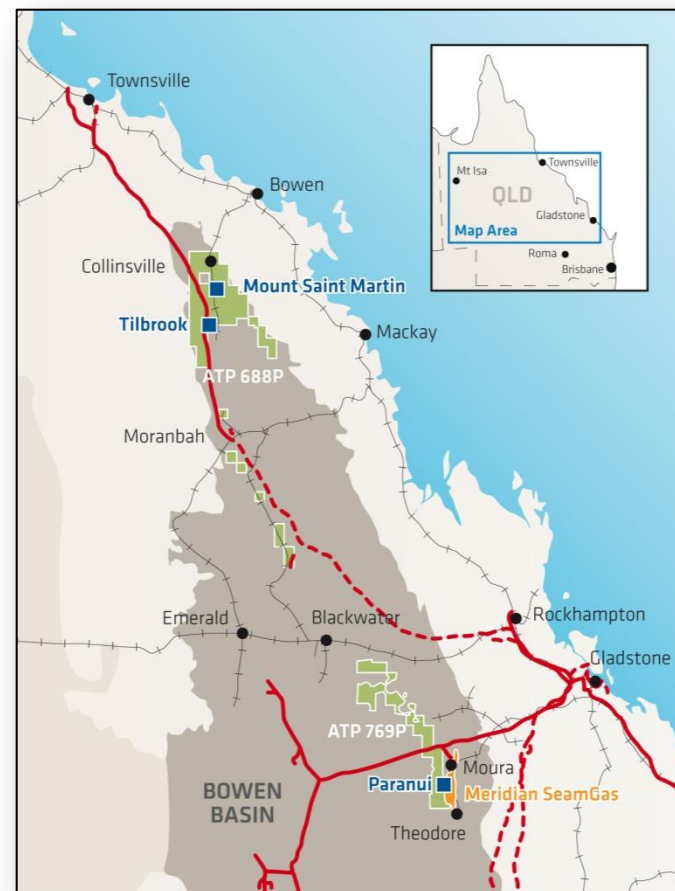 Townsville
Bowen
Collinsville
Mount Saint Martin
Tilbrook
Mackay
ATP 688P
Moranbah
Emerald
Blackwater
Rockhampton
Gladstone
ATP 769P
Moura
Paranui
Meridian SeamGas
BOWEN
BASIN
Theodore
Townsville
Mt Isa
QLD
Gladstone
Map Area
Roma
Brisbane